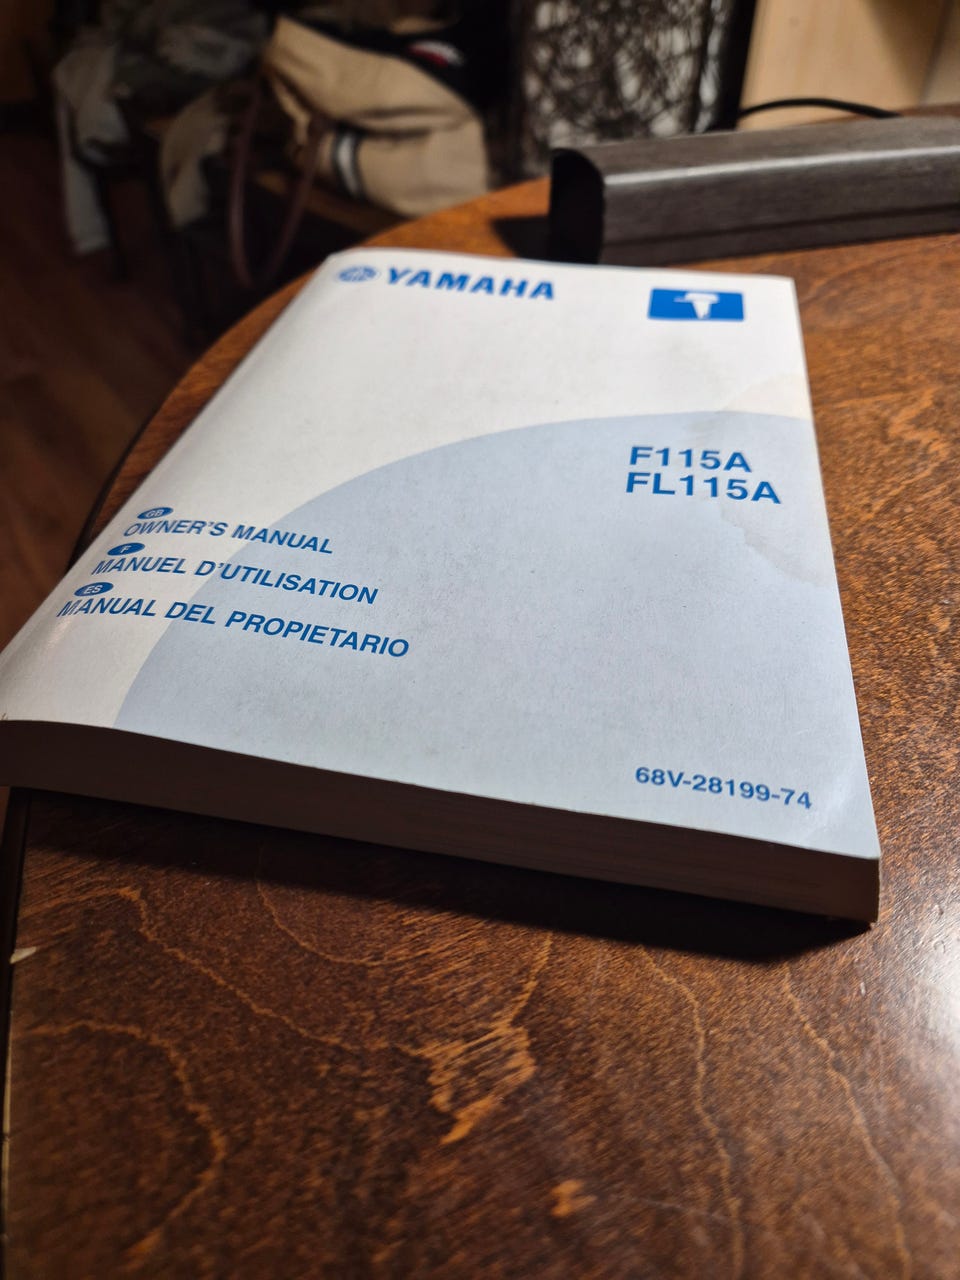 YAMAHA
F115A
FL115A
GB
OWNER'S MANUAL
F
MANUEL D'UTILISATION
ES
MANUAL DEL PROPIETARIO
68V-28199-74